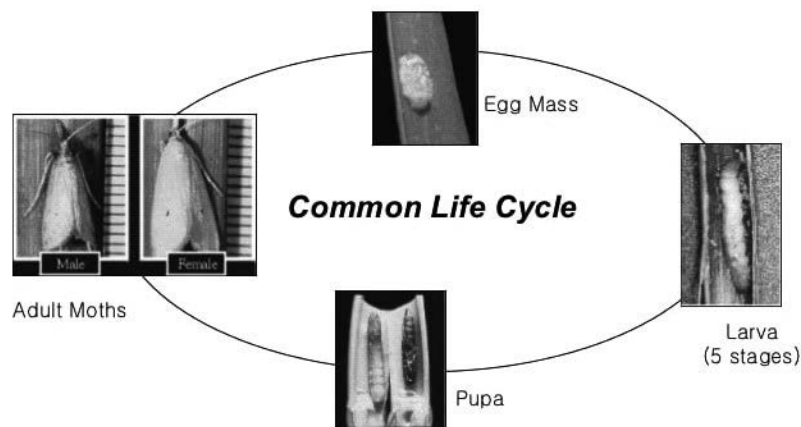 Egg Mass
Common Life Cycle
Male
Female
Adult Moths
Larva
(5 stages)
Pupa